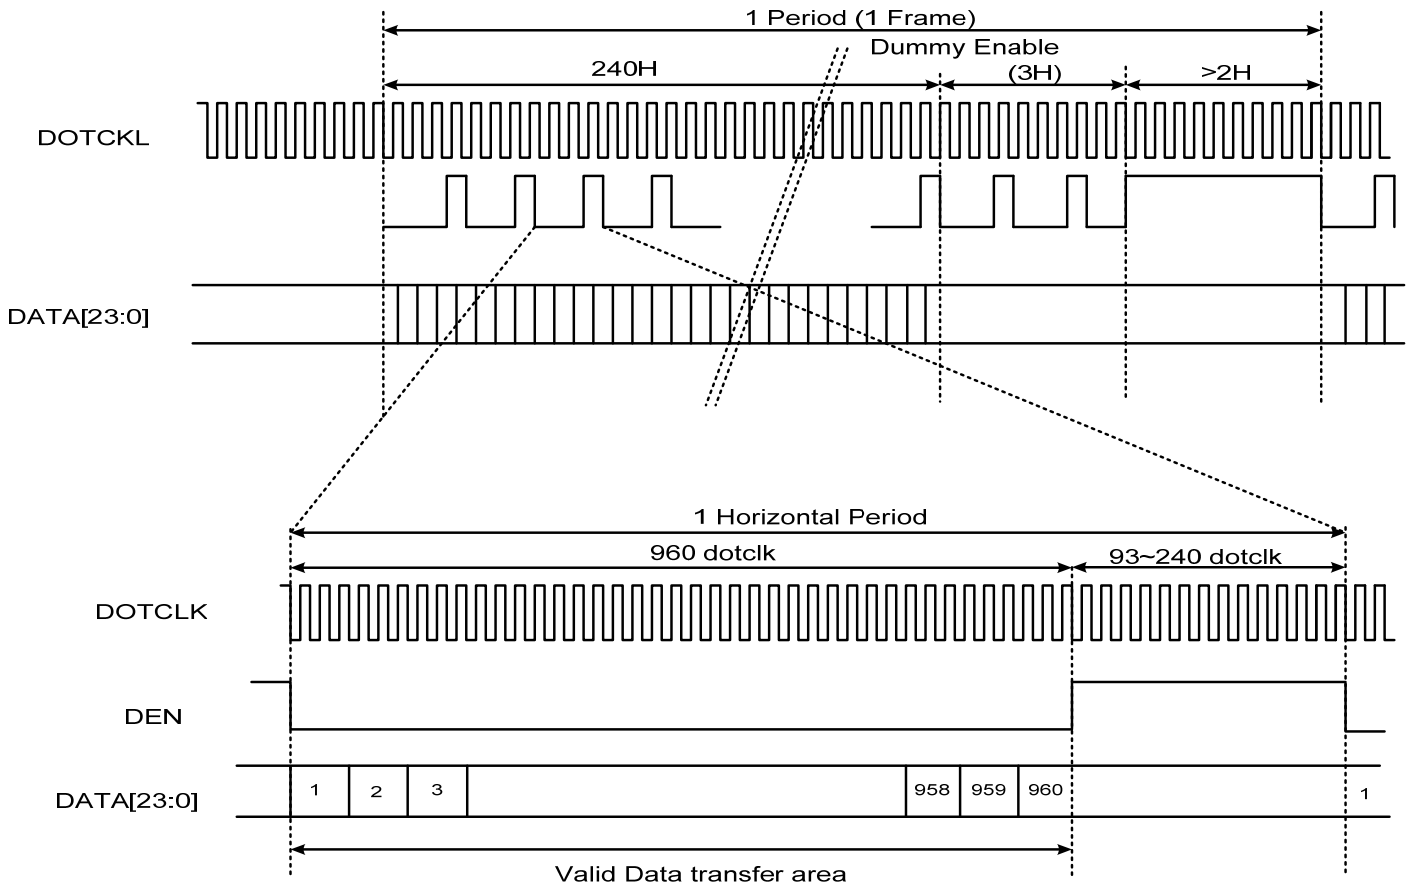 1 Period (1 Frame)
Dummy Enable
240H
(3H)
>2H
DOTCKL
DATA[23:0]
1 Horizontal Period
960 dotclk
93~240 dotclk
DOTCLK
DEN
DATA[23:0]
1
2
3
958
959
960
1
Valid Data transfer area